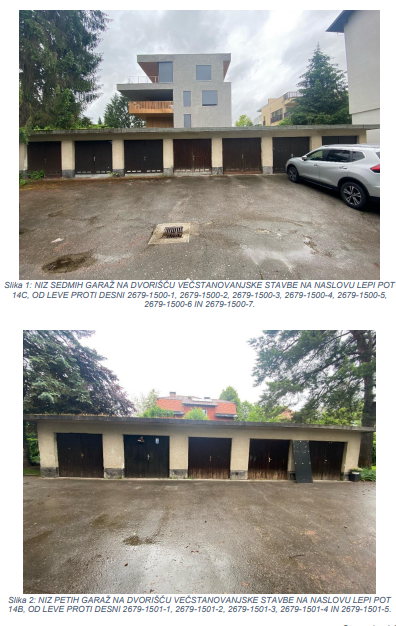 Slika 1: NIZ SEDMIH GARAŽ NA DVORIŠČU VEČSTANOVANJSKE STAVBE NA NASLOVU LEPI POT
14C, OD LEVE PROTI DESNI 2679-1500-1, 2679-1500-2, 2679-1500-3, 2679-1500-4, 2679-1500-5,
2679-1500-6 IN 2679-1500-7.
Slika 2: NIZ PETIH GARAŽ NA DVORIŠČU VEČSTANOVANJSKE STAVBE NA NASLOVU LEPI POT
14B, OD LEVE PROTI DESNI 2679-1501-1, 2679-1501-2, 2679-1501-3, 2679-1501-4 IN 2679-1501-5.